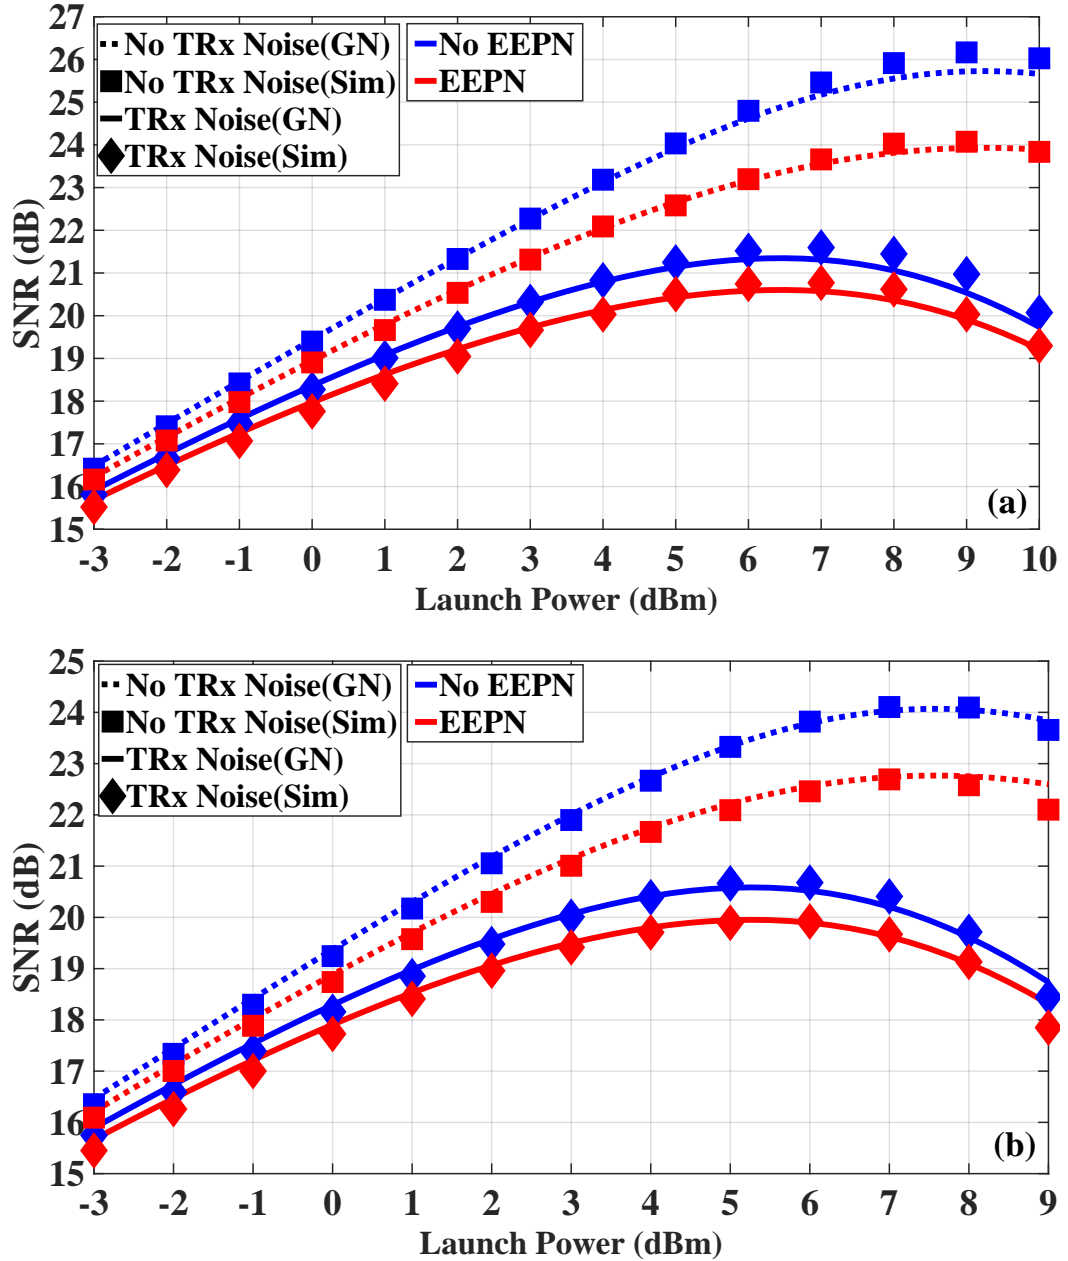 27
26
25
24
23
22
21
20
19
18
17
16
15
SNR (dB)
No TRx Noise(GN)
No TRx Noise(Sim)
TRx Noise(GN)
TRx Noise(Sim)
No EEPN
EEPN
(a)
-3 -2 -1 0 1 2 3 4 5 6 7 8 9 10
Launch Power (dBm)
25
24
23
22
21
20
19
18
17
16
15
SNR (dB)
No TRx Noise(GN)
No TRx Noise(Sim)
TRx Noise(GN)
TRx Noise(Sim)
No EEPN
EEPN
(b)
-3 -2 -1 0 1 2 3 4 5 6 7 8 9
Launch Power (dBm)